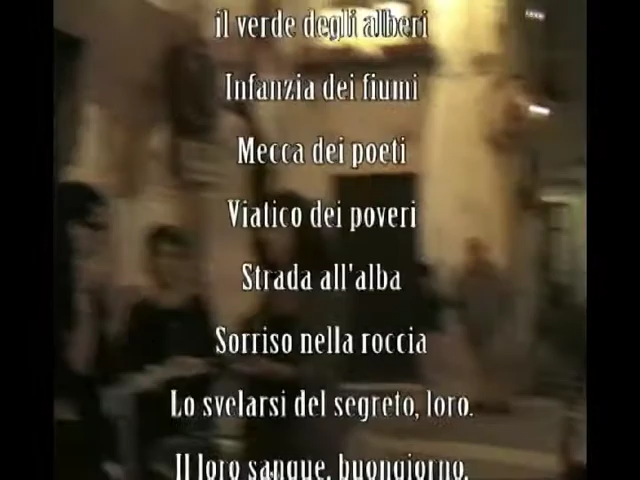 il verde degli alberi
Infanzia dei fiumi
Mecca dei poeti
Viatico dei poveri
Strada all'alba
Sorriso nella roccia
Lo svelarsi del segreto, loro.
Il loro sangue, buongiorno.